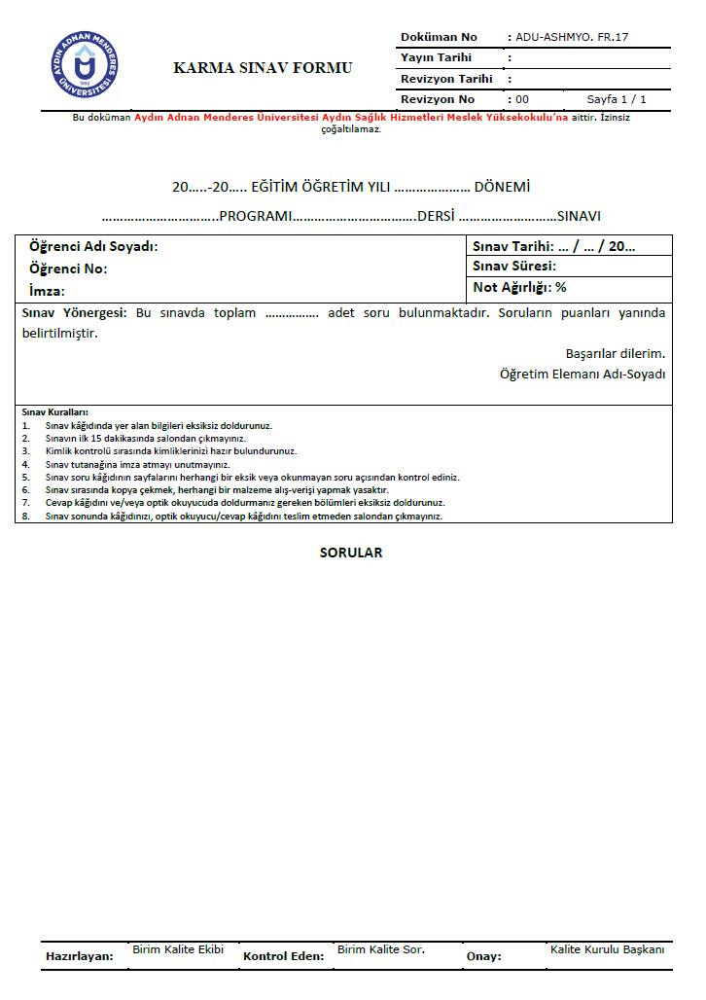 AYDIN ADNAN MENDERES ÜNİVERSİTESİ
1992
KARMA SINAV FORMU
Doküman No : ADU-ASHMYO. FR.17
Yayın Tarihi :
Revizyon Tarihi :
Revizyon No : 00 Sayfa 1 / 1
Bu doküman Aydın Adnan Menderes Üniversitesi Aydın Sağlık Hizmetleri Meslek Yüksekokulu’na aittir. İzinsiz
çoğaltılamaz.
20…..-20….. EĞİTİM ÖĞRETİM YILI ………………… DÖNEMİ
…………………………..PROGRAMI…………………………….DERSİ ………………………SINAVI
Öğrenci Adı Soyadı:
Öğrenci No:
İmza:
Sınav Tarihi: … / … / 20…
Sınav Süresi:
Not Ağırlığı: %
Sınav Yönergesi: Bu sınavda toplam ……………. adet soru bulunmaktadır. Soruların puanları yanında
belirtilmiştir.
Başarılar dilerim.
Öğretim Elemanı Adı-Soyadı
Sınav Kuralları:
1. Sınav kâğıdında yer alan bilgileri eksiksiz doldurunuz.
2. Sınavın ilk 15 dakikasında salondan çıkmayınız.
3. Kimlik kontrolü sırasında kimliklerinizi hazır bulundurunuz.
4. Sınav tutanağına imza atmayı unutmayınız.
5. Sınav soru kâğıdının sayfalarını herhangi bir eksik veya okunmayan soru açısından kontrol ediniz.
6. Sınav sırasında kopya çekmek, herhangi bir malzeme alış-verişi yapmak yasaktır.
7. Cevap kâğıdını ve/veya optik okuyucuda doldurmanız gereken bölümleri eksiksiz doldurunuz.
8. Sınav sonunda kâğıdınızı, optik okuyucu/cevap kâğıdını teslim etmeden salondan çıkmayınız.
SORULAR
Hazırlayan: Birim Kalite Ekibi Kontrol Eden: Birim Kalite Sor. Onay: Kalite Kurulu Başkanı